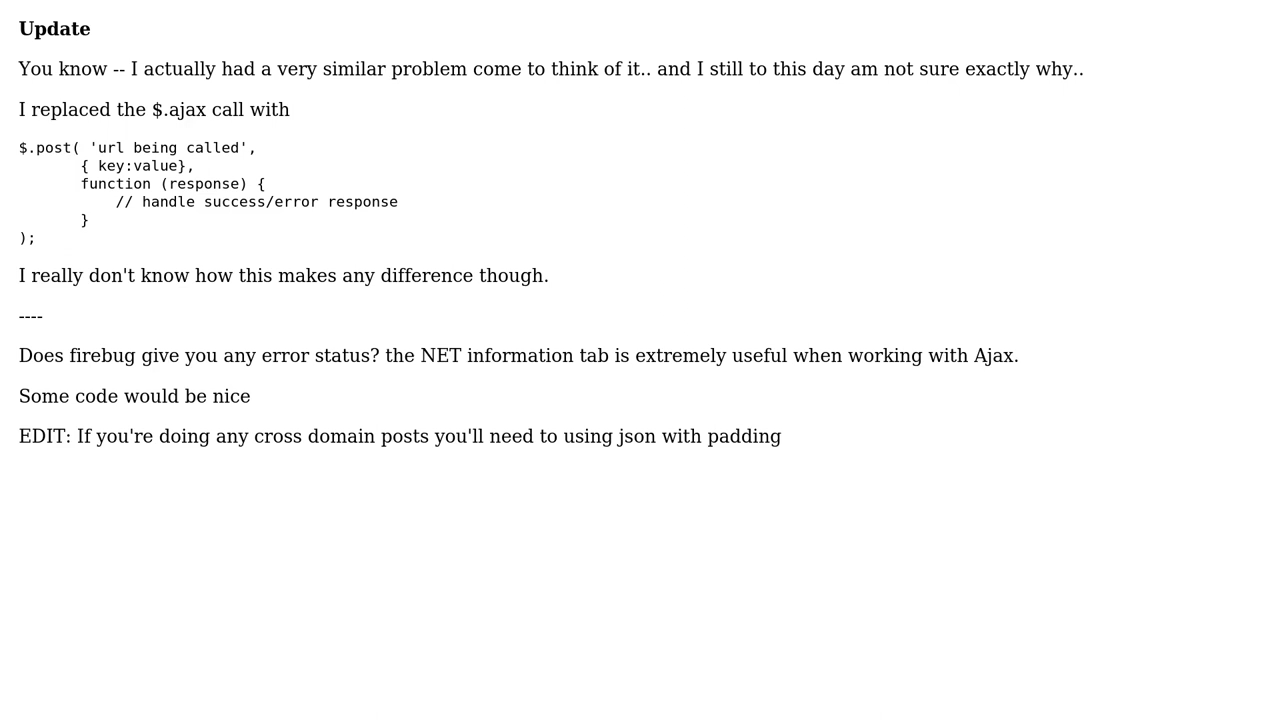 Update
You know -- I actually had a very similar problem come to think of it.. and I still to this day am not sure exactly why..
I replaced the $.ajax call with
$.post( 'url being called',
       { key:value},
       function (response) {
           // handle success/error response
       }
);
I really don't know how this makes any difference though.
----
Does firebug give you any error status? the NET information tab is extremely useful when working with Ajax.
Some code would be nice
EDIT: If you're doing any cross domain posts you'll need to using json with padding